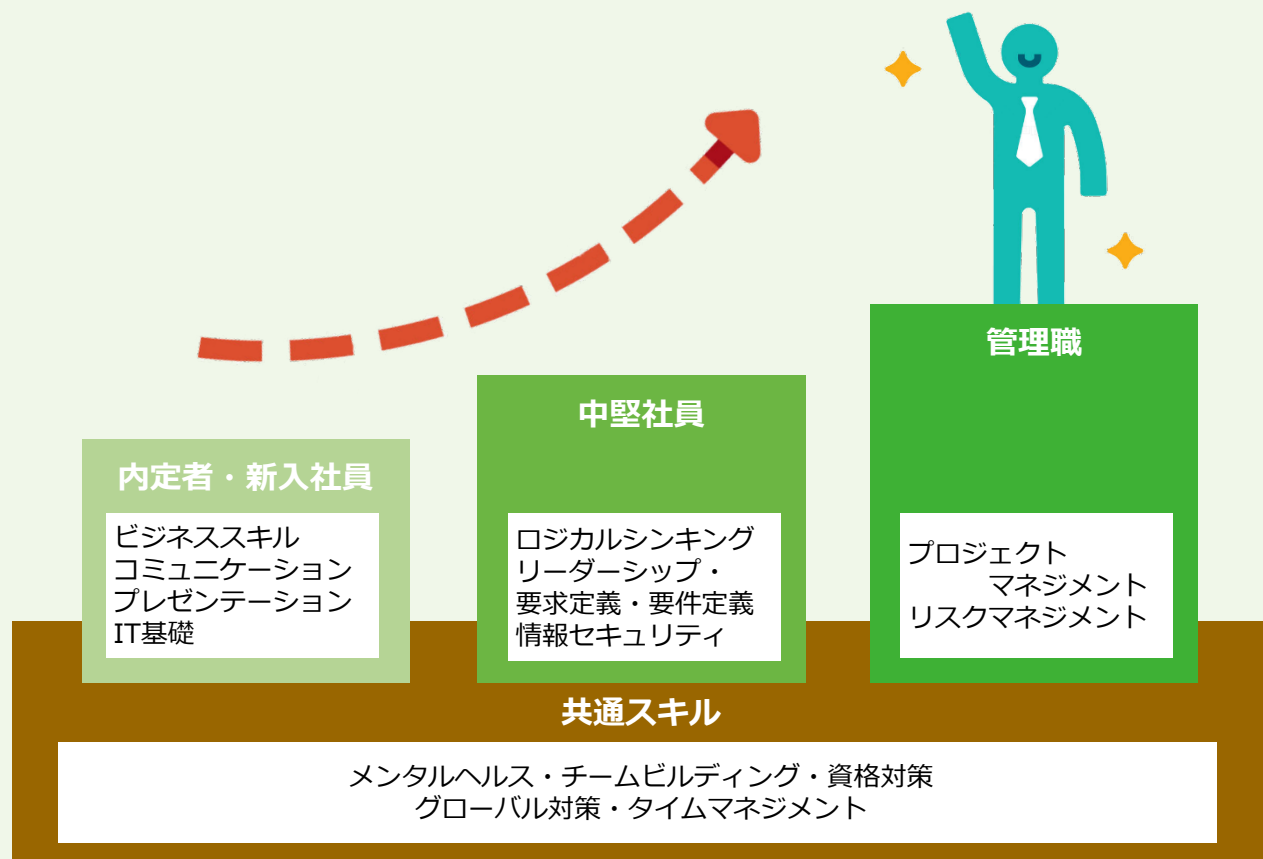 管理職
中堅社員
内定者・新入社員
ビジネススキル
コミュニケーション
プレゼンテーション
IT基礎
ロジカルシンキング
リーダーシップ・
要求定義・要件定義
情報セキュリティ
プロジェクト
マネジメント
リスクマネジメント
共通スキル
メンタルヘルス・チームビルディング・資格対策
グローバル対策・タイムマネジメント